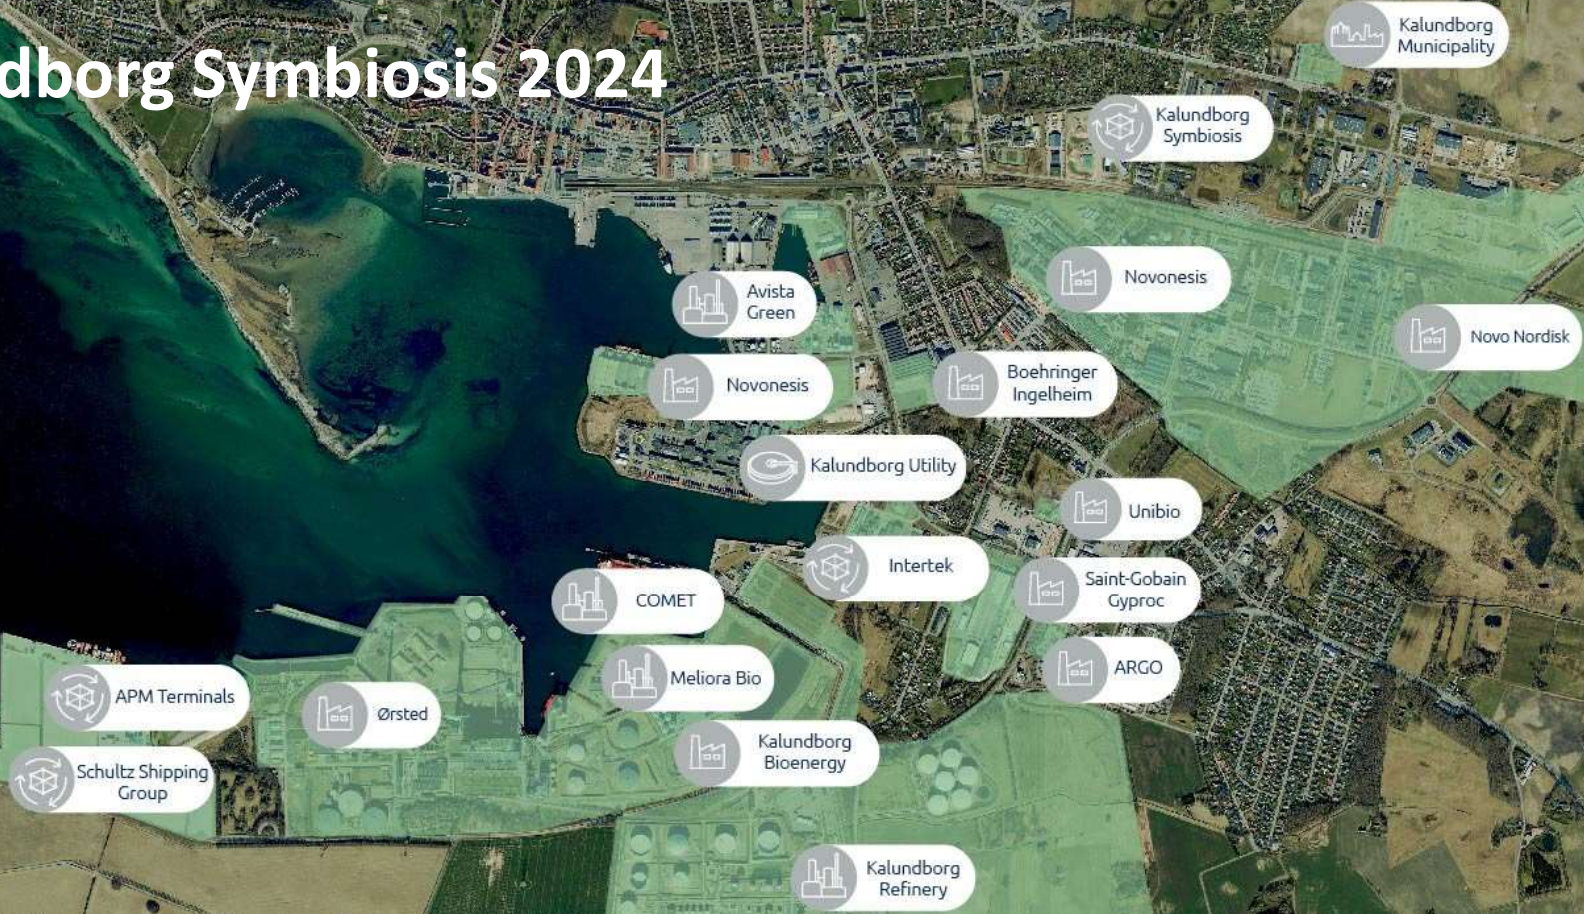 dborg Symbiosis 2024
Kalundborg
Municipality
Kalundborg
Symbiosis
Novonesis
Avista
Green
Novo Nordisk
Novonesis
Boehringer
Ingelheim
Kalundborg Utility
Unibio
Intertek
Saint-Gobain
Gyproc
COMET
ARGO
Meliora Bio
APM Terminals
Ørsted
Kalundborg
Bioenergy
Schultz Shipping
Group
Kalundborg
Refinery